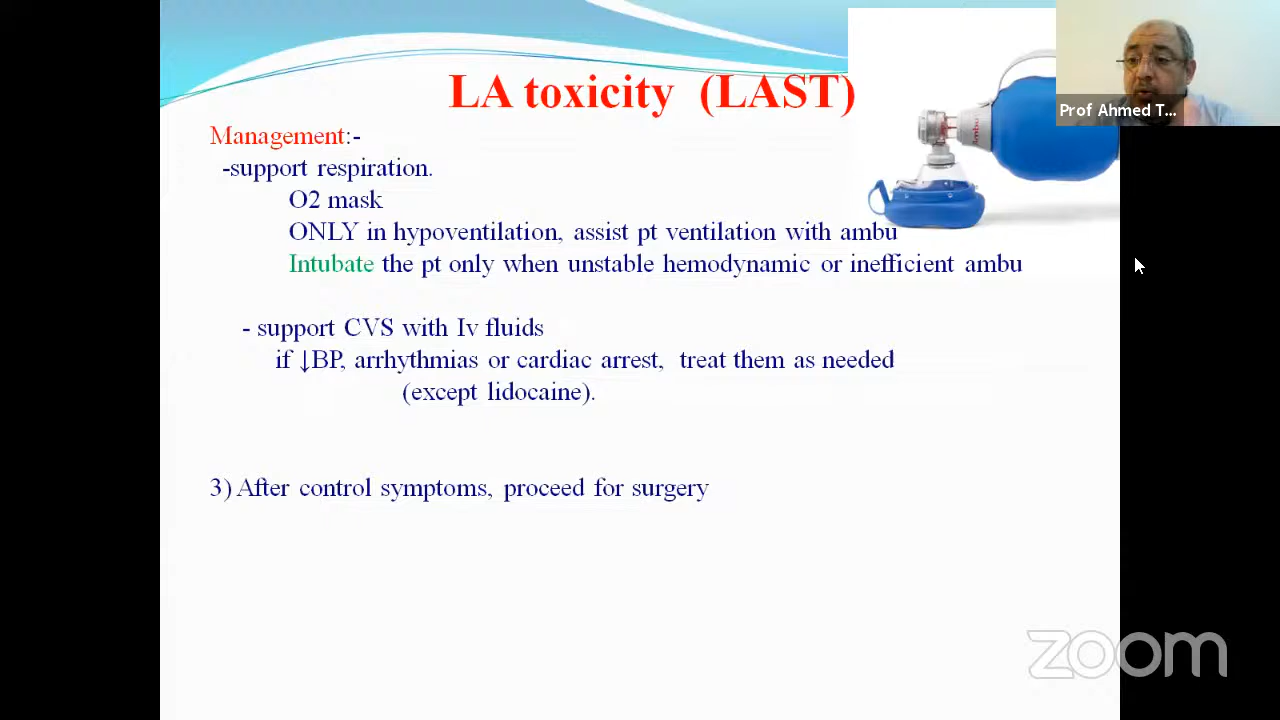 LA toxicity (LAST)
Prof Ahmed T...
Management:-
-support respiration.
O2 mask
ONLY in hypoventilation, assist pt ventilation with ambu
Intubate the pt only when unstable hemodynamic or inefficient ambu
- support CVS with Iv fluids
if ↓BP, arrhythmias or cardiac arrest, treat them as needed
(except lidocaine).
3) After control symptoms, proceed for surgery
Ambu
zoom